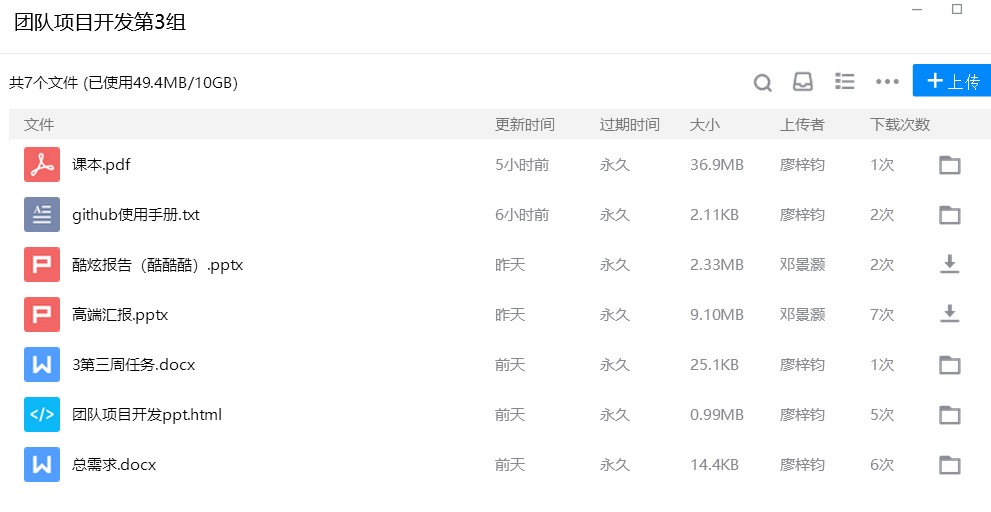 团队项目开发第3组
共7个文件 (已使用49.4MB/10GB)
上传
文件 更新时间 过期时间 大小 上传者 下载次数
课本.pdf 5小时前 永久 36.9MB 廖梓钧 1次
github使用手册.txt 6小时前 永久 2.11KB 廖梓钧 2次
酷炫报告（酷酷酷）.pptx 昨天 永久 2.33MB 邓景灏 2次
高端汇报.pptx 昨天 永久 9.10MB 邓景灏 7次
3第三周任务.docx 前天 永久 25.1KB 廖梓钧 1次
团队项目开发ppt.html 前天 永久 0.99MB 廖梓钧 5次
总需求.docx 前天 永久 14.4KB 廖梓钧 6次